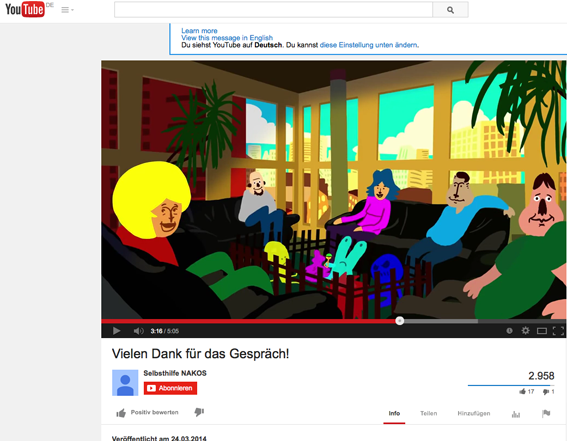 YouTube DE
Learn more
View this message in English
Du siehst YouTube auf Deutsch. Du kannst diese Einstellung unten ändern.
3:16 / 5:05
Vielen Dank für das Gespräch!
Selbsthilfe NAKOS
Abonnieren
2.958
17 1
Positiv bewerten
Info Teilen Hinzufügen
Veröffentlicht am 24.03.2014